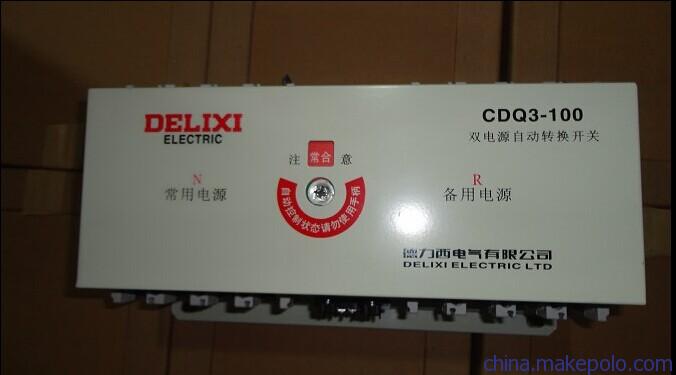 DELIXI
ELECTRIC
CDQ3-100
双电源自动转换开关
注 常合 意
N
常用电源
自动控制状态请勿使用手柄
R
备用电源
德力西电气有限公司
DELIXI ELECTRIC LTD
china.makepolo.com